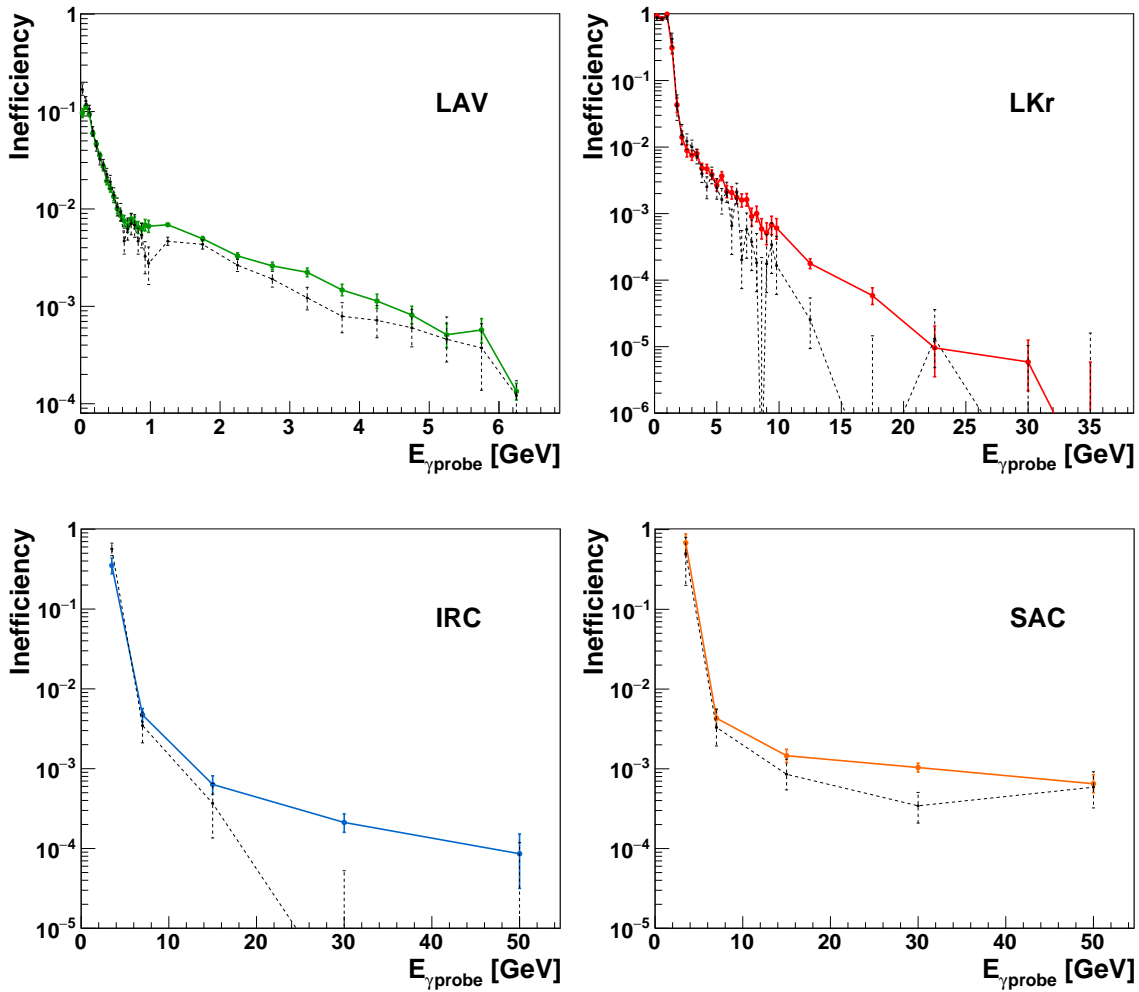 Inefficiency
1
10⁻¹
10⁻²
10⁻³
10⁻⁴
LAV
0 1 2 3 4 5 6
E_γprobe [GeV]
Inefficiency
1
10⁻¹
10⁻²
10⁻³
10⁻⁴
10⁻⁵
10⁻⁶
LKr
0 5 10 15 20 25 30 35
E_γprobe [GeV]
Inefficiency
1
10⁻¹
10⁻²
10⁻³
10⁻⁴
10⁻⁵
IRC
0 10 20 30 40 50
E_γprobe [GeV]
Inefficiency
1
10⁻¹
10⁻²
10⁻³
10⁻⁴
10⁻⁵
SAC
0 10 20 30 40 50
E_γprobe [GeV]